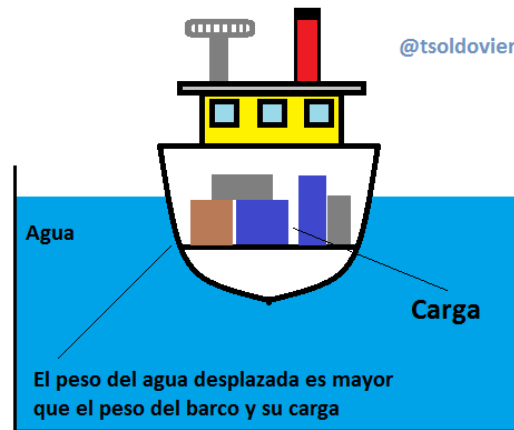 @tsoldovier
Agua
Carga
El peso del agua desplazada es mayor
que el peso del barco y su carga